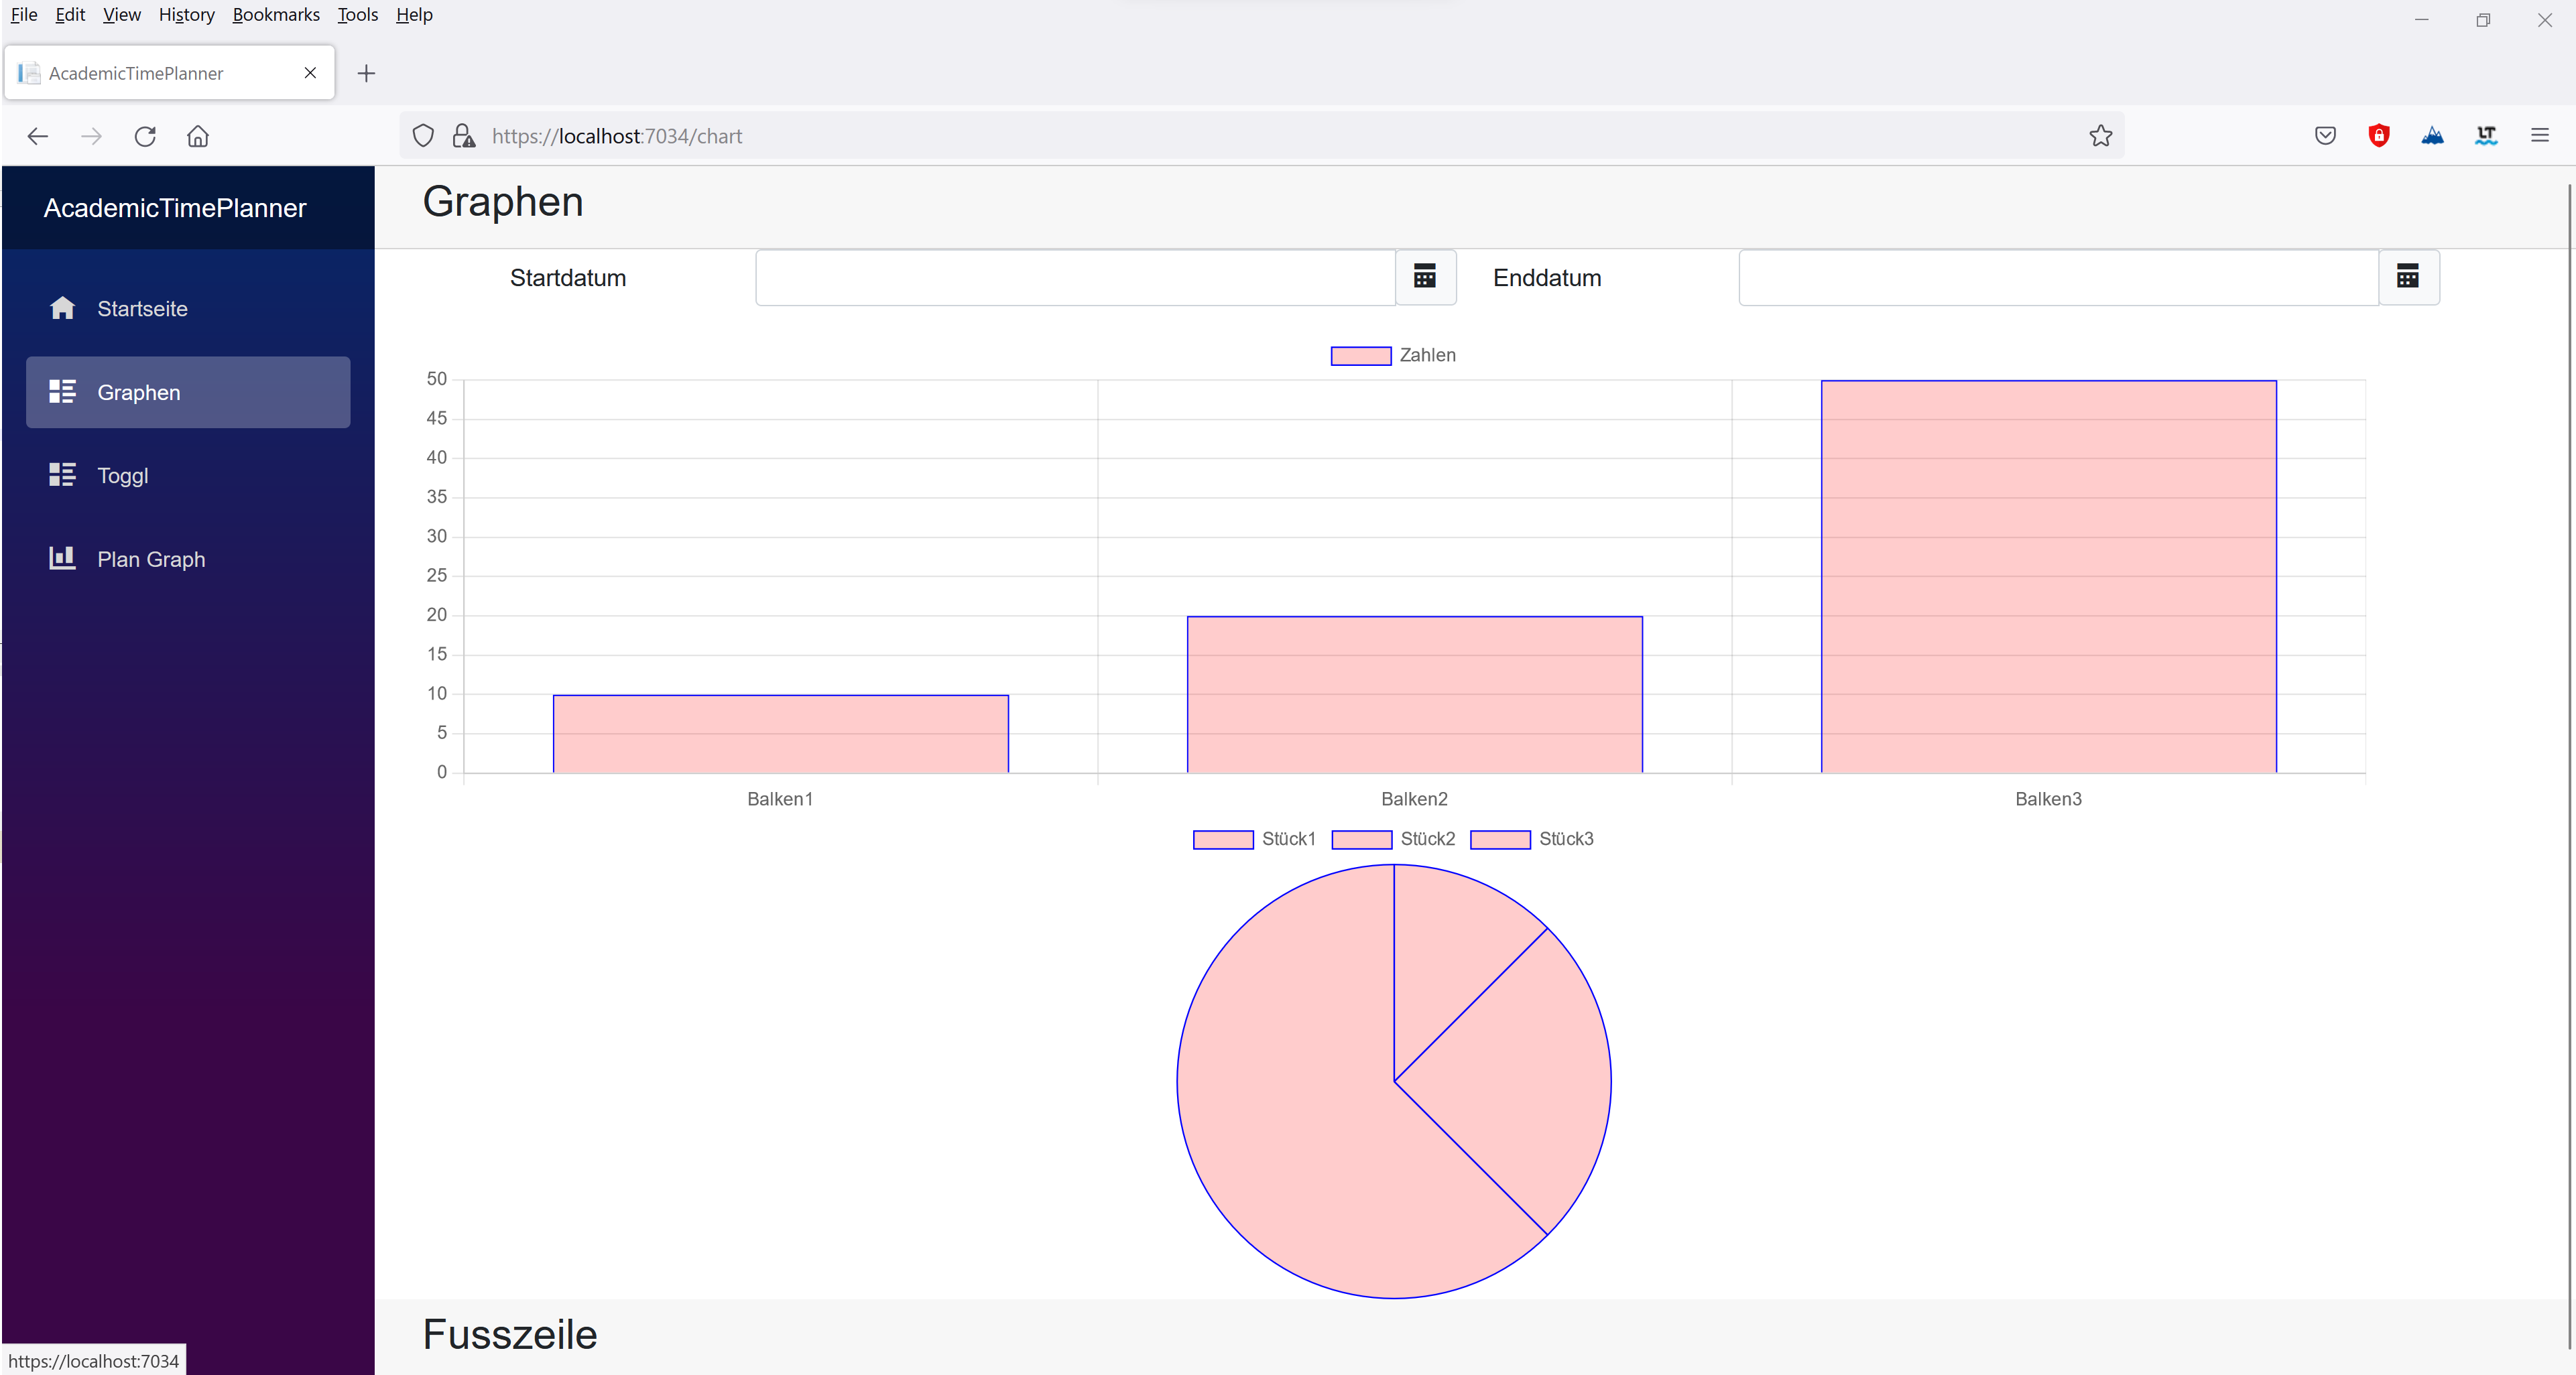 File Edit View History Bookmarks Tools Help
AcademicTimePlanner
https://localhost:7034/chart
LT
AcademicTimePlanner
Startseite
Graphen
Toggl
Plan Graph
Graphen
Startdatum
Enddatum
Zahlen
50
45
40
35
30
25
20
15
10
5
0
Balken1 Balken2 Balken3
Stück1 Stück2 Stück3
Fusszeile
https://localhost:7034